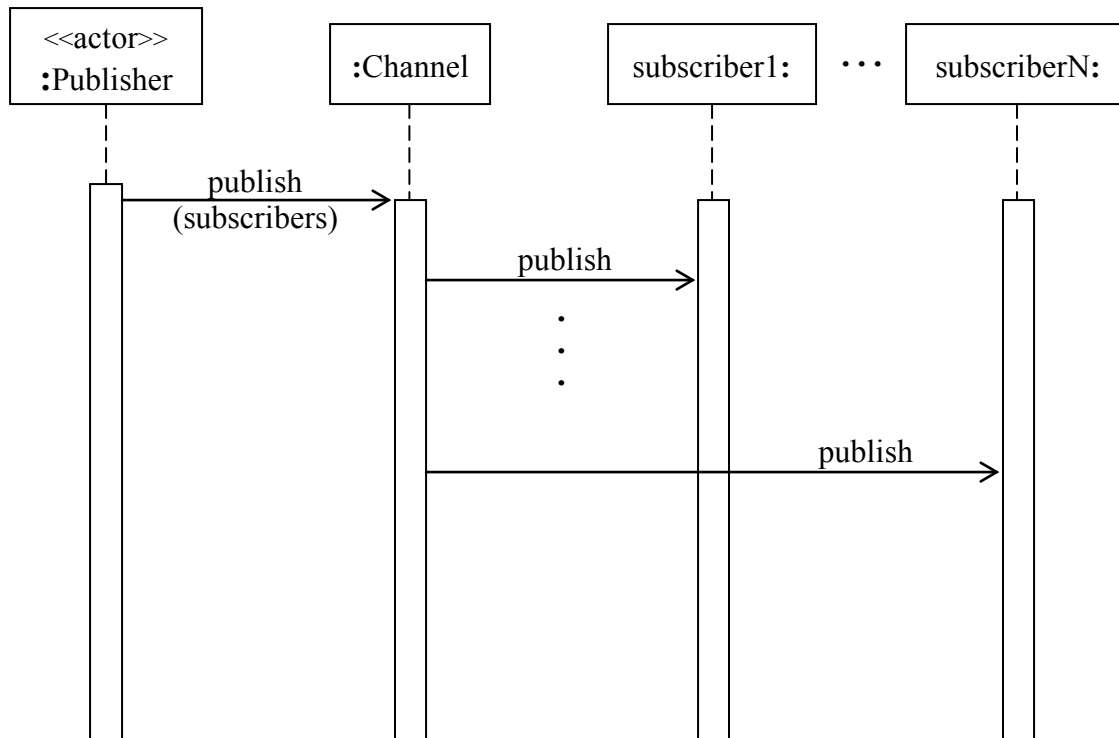 <<actor>>
:Publisher
:Channel
subscriber1:
...
subscriberN:
publish
(subscribers)
publish
publish